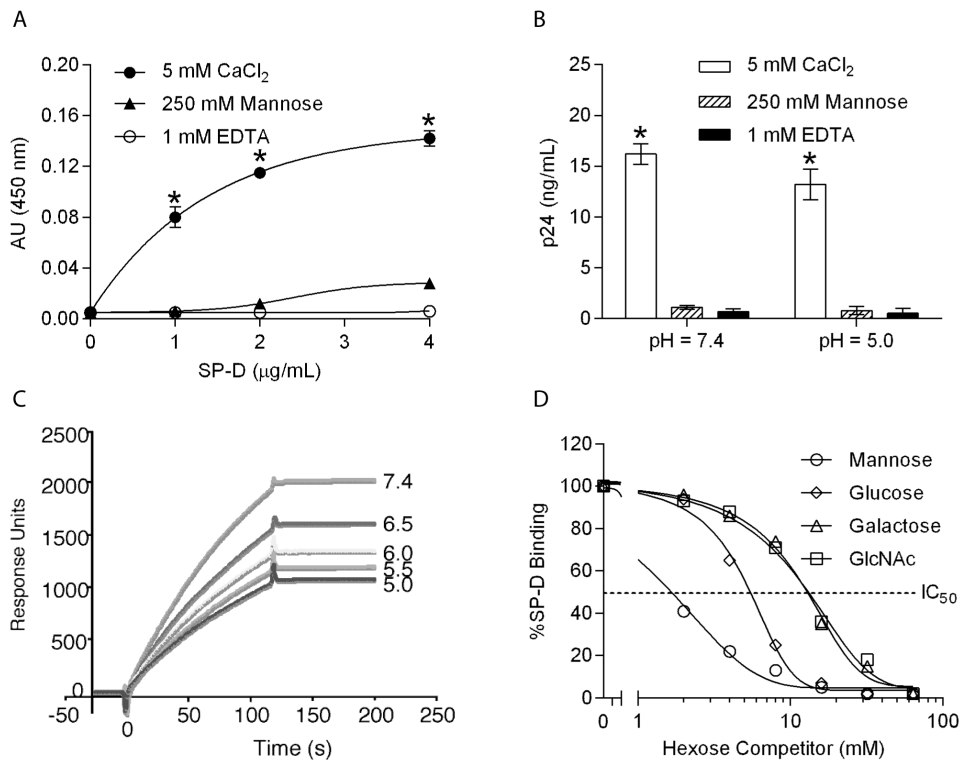 A
0.20
0.16
0.12
0.08
0.04
0.00
AU (450 nm)
5 mM CaCl₂
250 mM Mannose
1 mM EDTA
*
*
*
0
1
2
3
4
SP-D (μg/mL)
B
25
20
15
10
5
0
p24 (ng/mL)
5 mM CaCl₂
250 mM Mannose
1 mM EDTA
*
*
pH = 7.4
pH = 5.0
C
2500
2000
1500
1000
500
0
Response Units
7.4
6.5
6.0
5.5
5.0
-50
0
50
100
150
200
250
Time (s)
D
120
100
80
60
40
20
0
%SP-D Binding
Mannose
Glucose
Galactose
GlcNAc
IC₅₀
0
1
10
100
Hexose Competitor (mM)